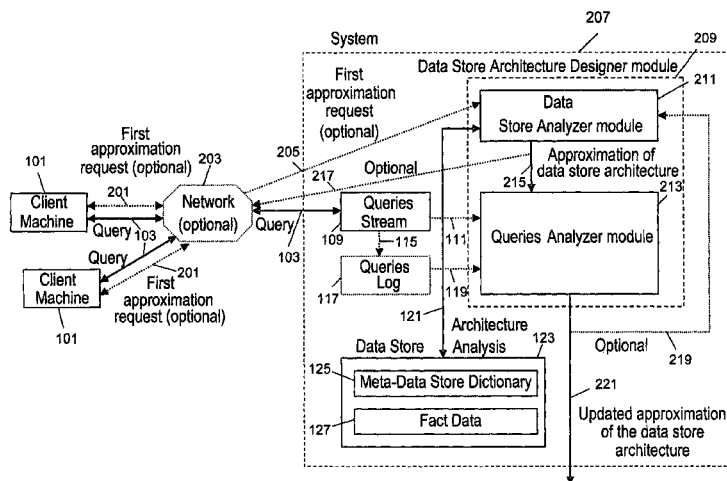 System
207
209
Data Store Architecture Designer module
211
First
approximation
request
(optional)
Data
Store Analyzer module
First
approximation
request (optional)
203
205
Optional
217
Approximation of
data store architecture
215
213
101
Client
Machine
201
Network
(optional)
Query
103
Query
103
Queries
Stream
109
111
Queries Analyzer module
115
Query
201
Client Machine
101
First
approximation
request (optional)
Queries
Log
117
119
121
Architecture
Analysis
Data Store
123
Optional
219
125
Meta-Data Store Dictionary
221
127
Fact Data
Updated approximation
of the data store
architecture